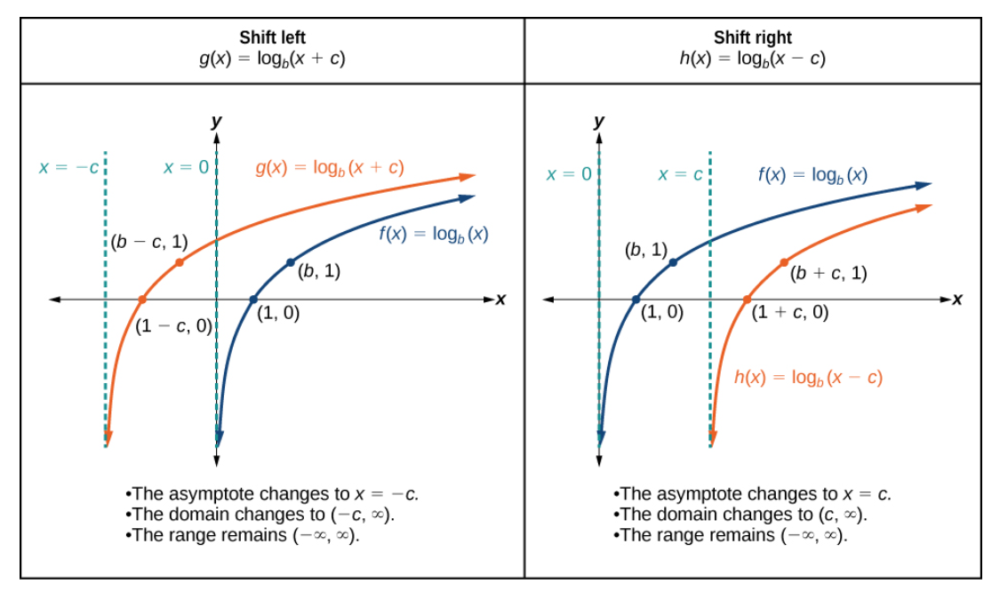 Shift left
g(x) = log_b(x + c)
Shift right
h(x) = log_b(x − c)
y
x = −c
x = 0
g(x) = log_b(x + c)
(b − c, 1)
f(x) = log_b(x)
(b, 1)
x
(1, 0)
(1 − c, 0)
•The asymptote changes to x = −c.
•The domain changes to (−c, ∞).
•The range remains (−∞, ∞).
y
x = 0
x = c
f(x) = log_b(x)
(b, 1)
(b + c, 1)
x
(1, 0)
(1 + c, 0)
h(x) = log_b(x − c)
•The asymptote changes to x = c.
•The domain changes to (c, ∞).
•The range remains (−∞, ∞).